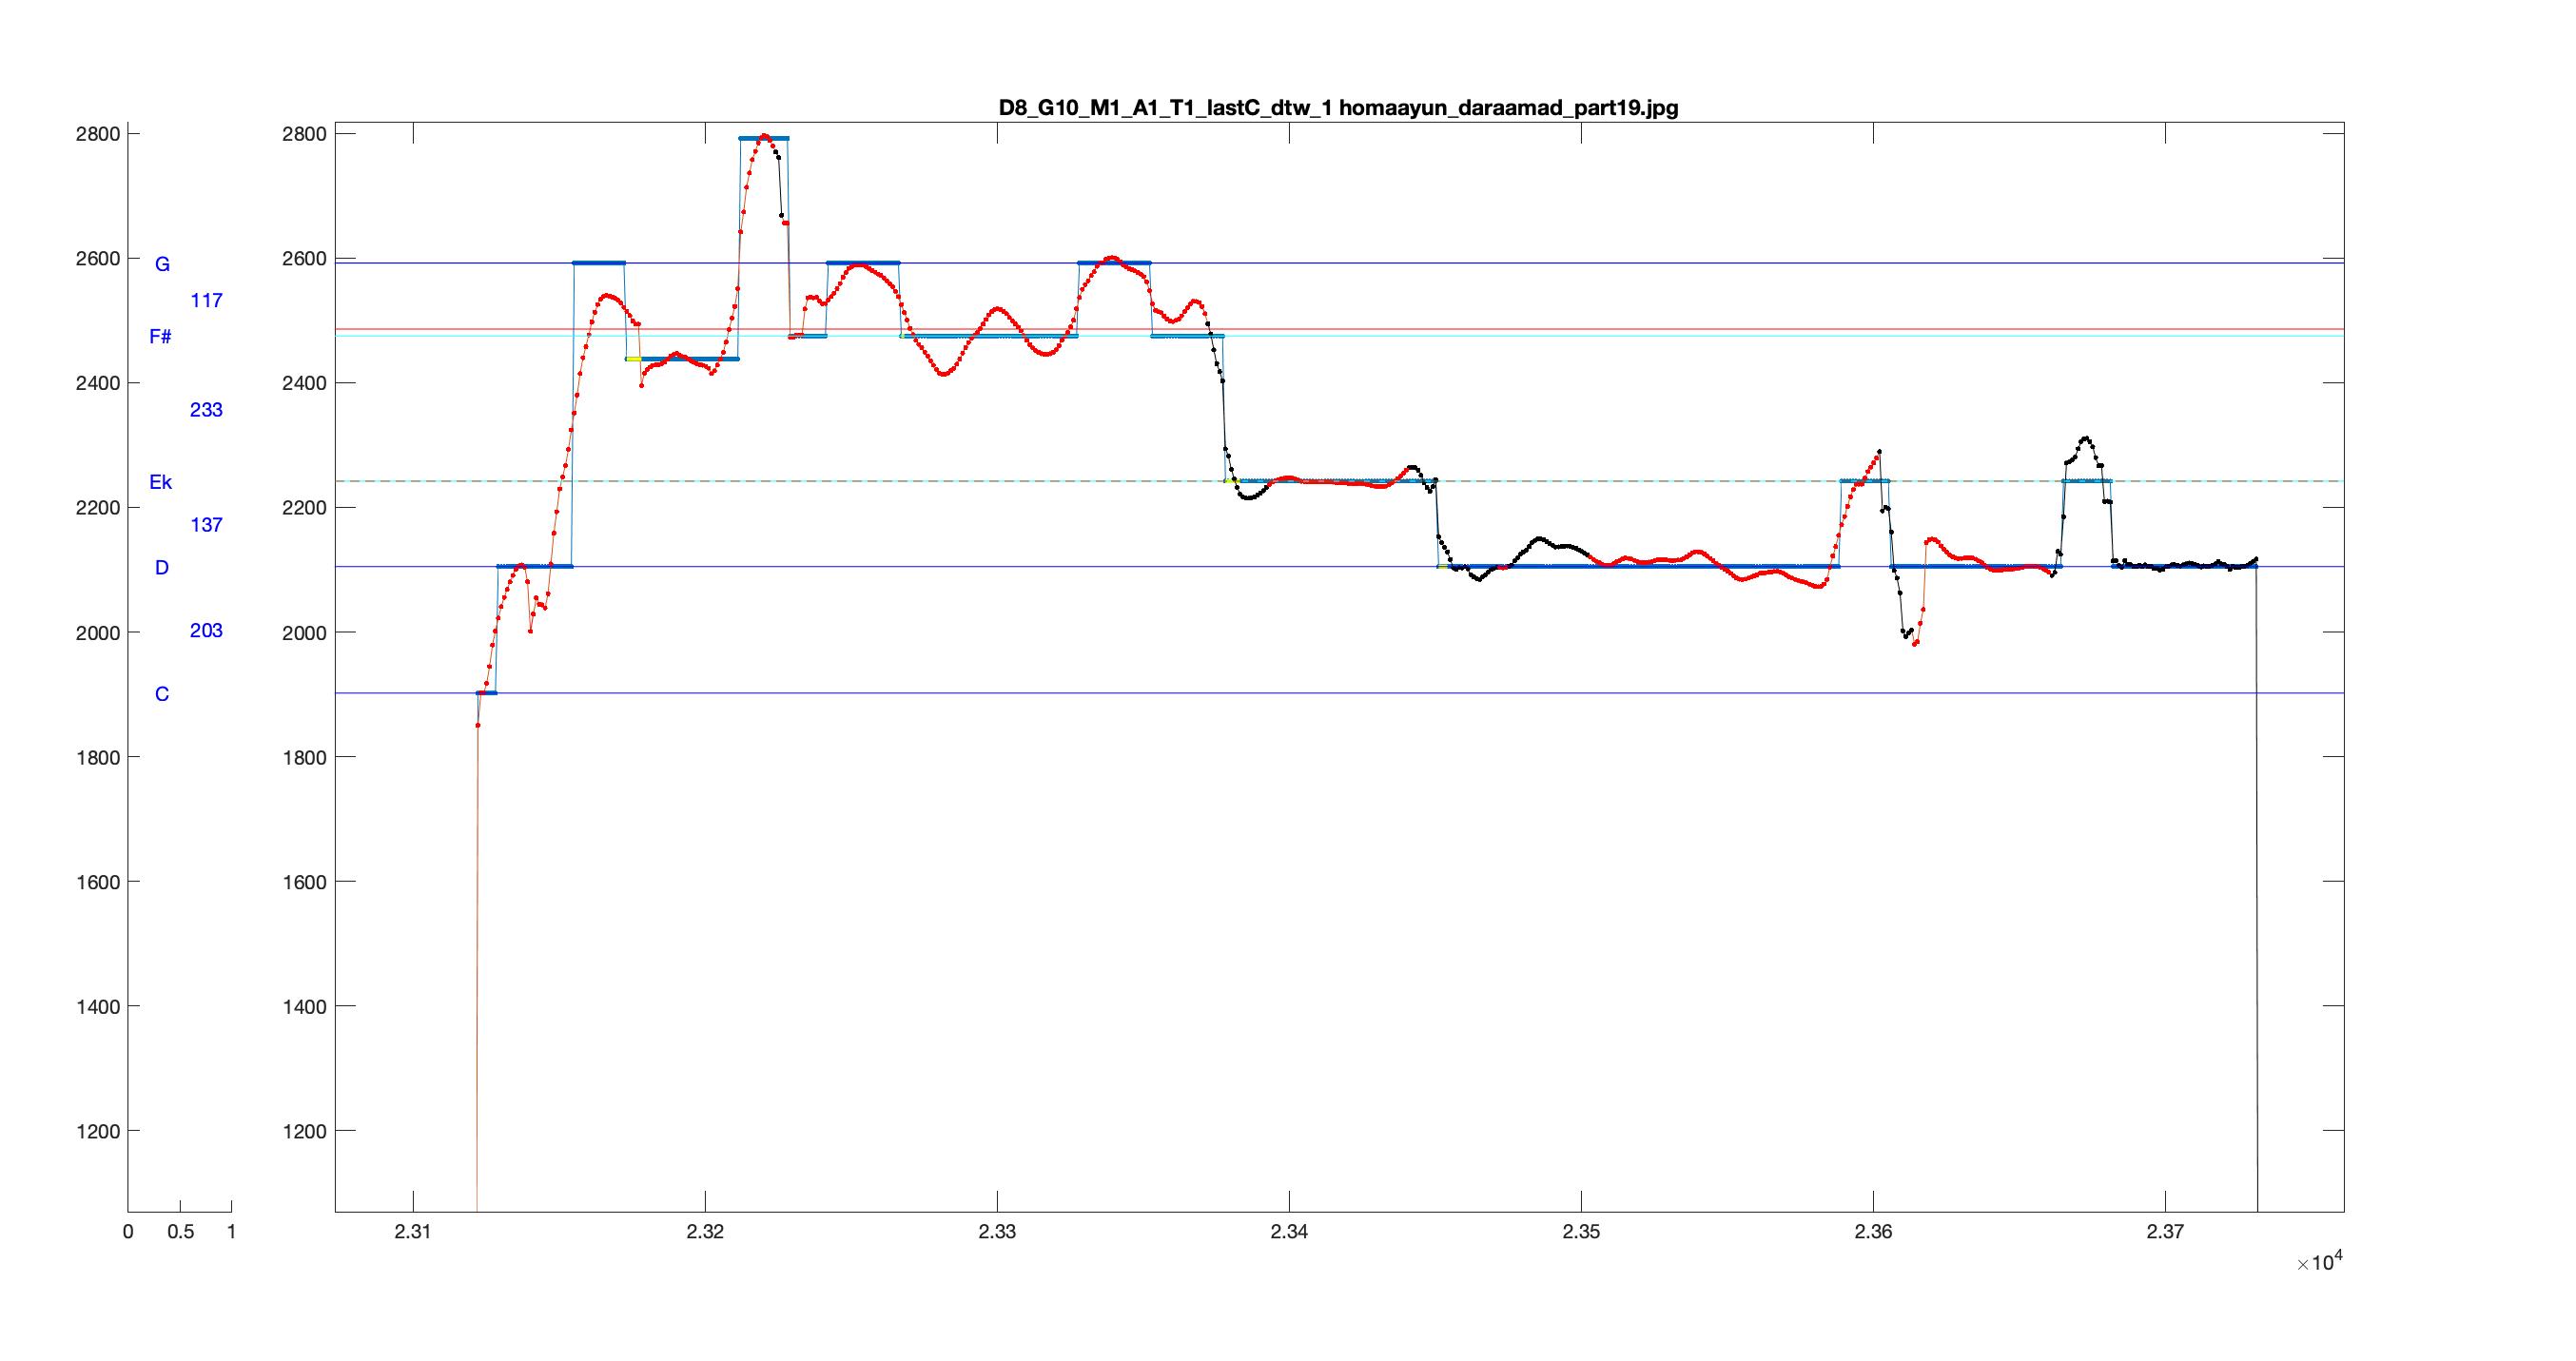 D8_G10_M1_A1_T1_lastC_dtw_1 homaayun_daraamad_part19.jpg
2800 2800
2600 G 2600
117
F#
2400 2400
233
Ek
2200 2200
137
D
2000 2000
203
C
1800 1800
1600 1600
1400 1400
1200 1200
0 0.5 1 2.31 2.32 2.33 2.34 2.35 2.36 2.37
×10⁴